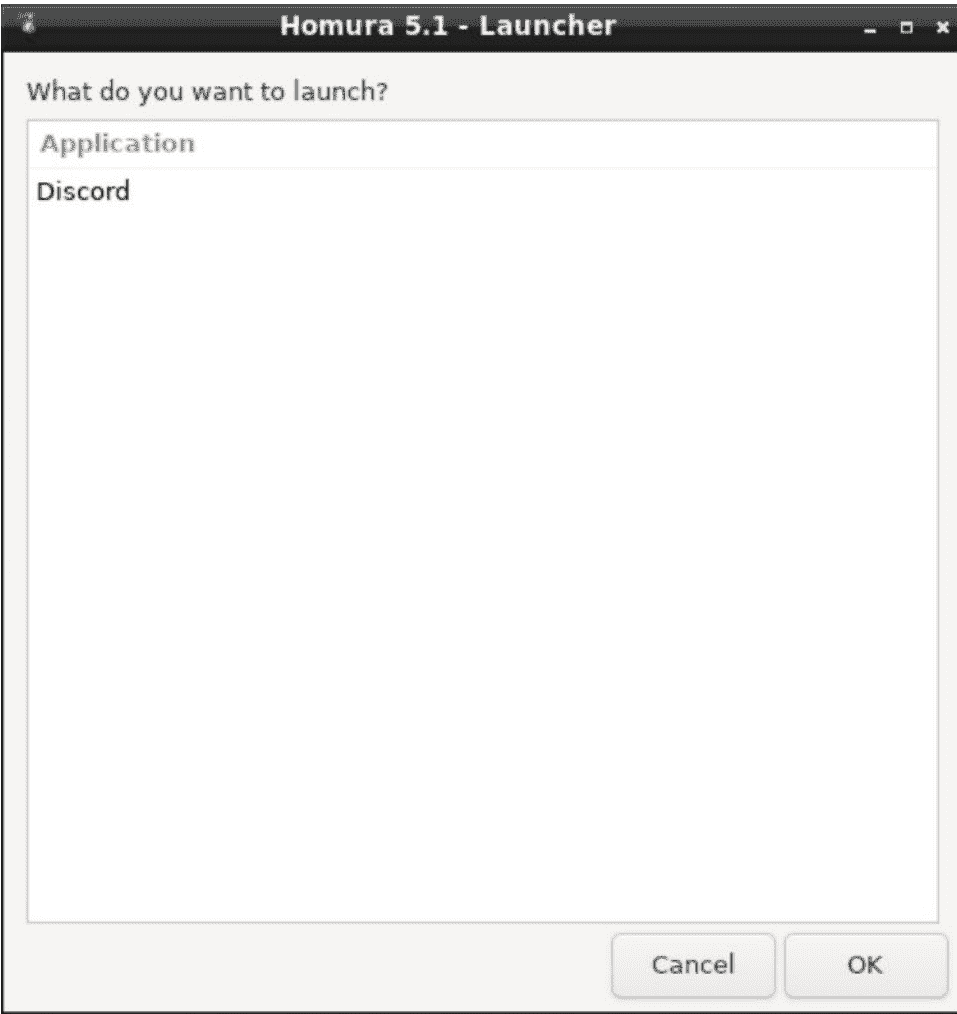 Homura 5.1 - Launcher
What do you want to launch?
Application
Discord
Cancel OK